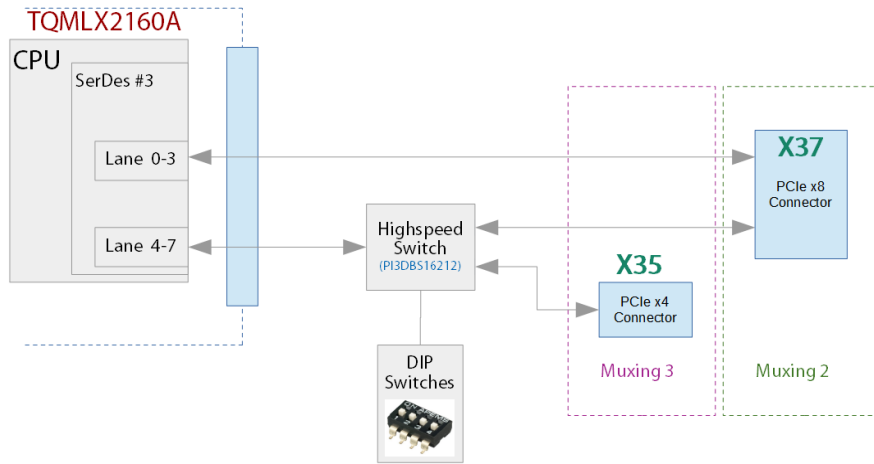 TQMLX2160A
CPU
SerDes #3
Lane 0-3
Lane 4-7
Highspeed
Switch
(PI3DBS16212)
DIP
Switches
X35
PCIe x4
Connector
Muxing 3
X37
PCIe x8
Connector
Muxing 2